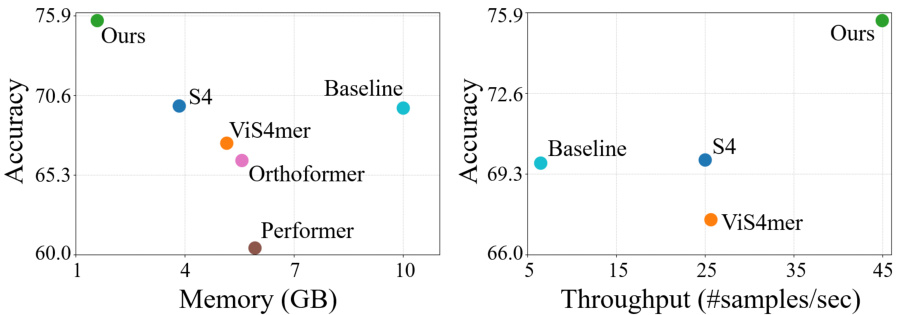 75.9
70.6
65.3
60.0
Accuracy
Ours
S4
Baseline
ViS4mer
Orthoformer
Performer
1
4
7
10
Memory (GB)
75.9
72.6
69.3
66.0
Accuracy
Ours
Baseline
S4
ViS4mer
5
15
25
35
45
Throughput (#samples/sec)